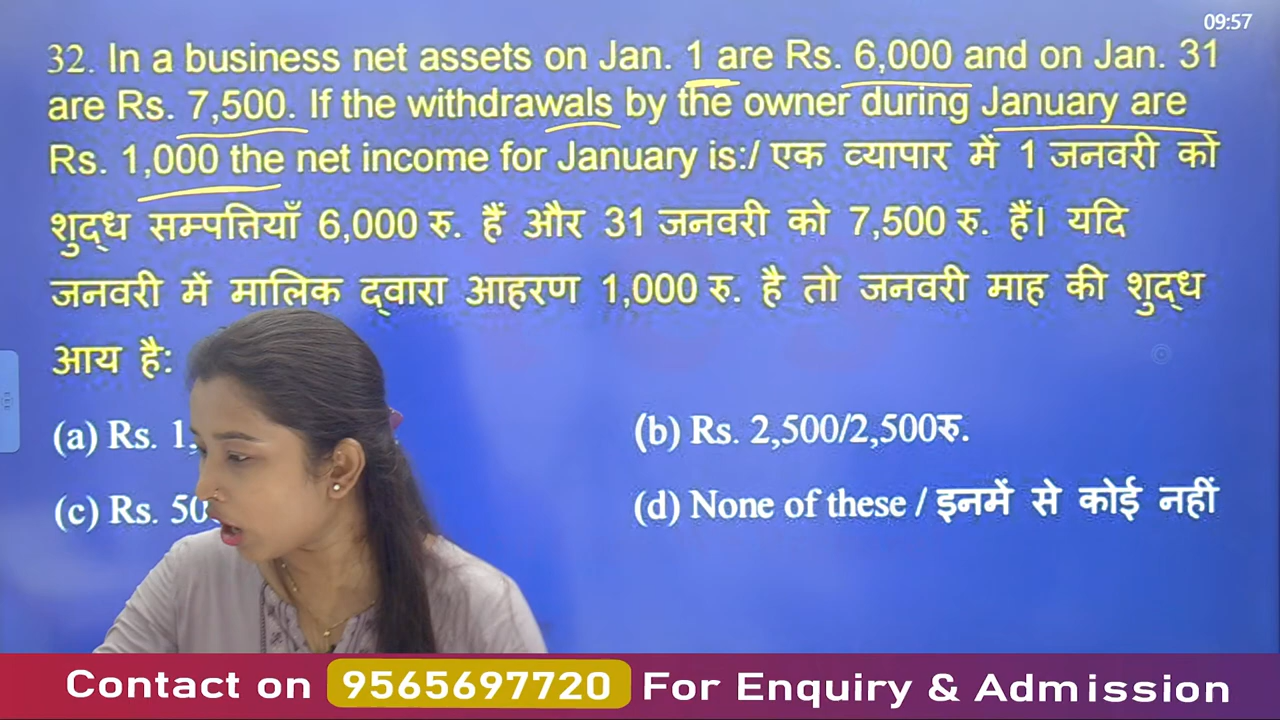 09:57
32. In a business net assets on Jan. 1 are Rs. 6,000 and on Jan. 31
are Rs. 7,500. If the withdrawals by the owner during January are
Rs. 1,000 the net income for January is:/ एक व्यापार में 1 जनवरी को
शुद्ध सम्पत्तियाँ 6,000 रु. हैं और 31 जनवरी को 7,500 रु. हैं। यदि
जनवरी में मालिक द्वारा आहरण 1,000 रु. है तो जनवरी माह की शुद्ध
आय है:
(a) Rs. 1,
(b) Rs. 2,500/2,500रु.
(c) Rs. 50
(d) None of these / इनमें से कोई नहीं
Contact on 9565697720 For Enquiry & Admission